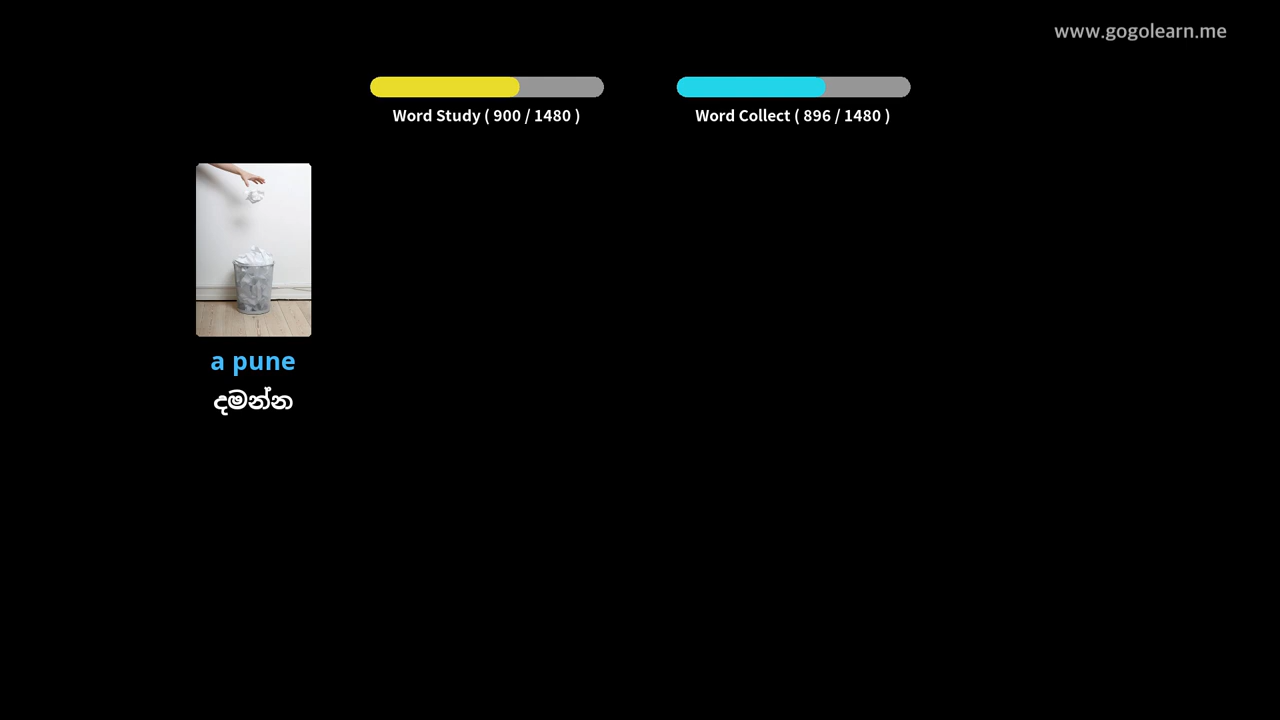 www.gogolearn.me
Word Study ( 900 / 1480 )
Word Collect ( 896 / 1480 )
a pune
දමන්න